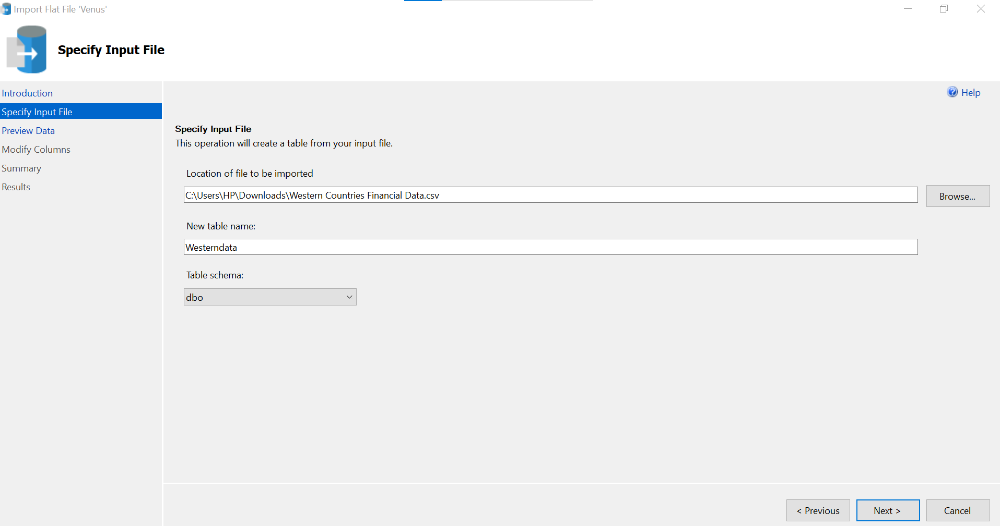 Import Flat File 'Venus'
Specify Input File
Introduction
Specify Input File
Preview Data
Modify Columns
Summary
Results
Help
Specify Input File
This operation will create a table from your input file.
Location of file to be imported
C:\Users\HP\Downloads\Western Countries Financial Data.csv
Browse...
New table name:
Westerndata
Table schema:
dbo
< Previous
Next >
Cancel